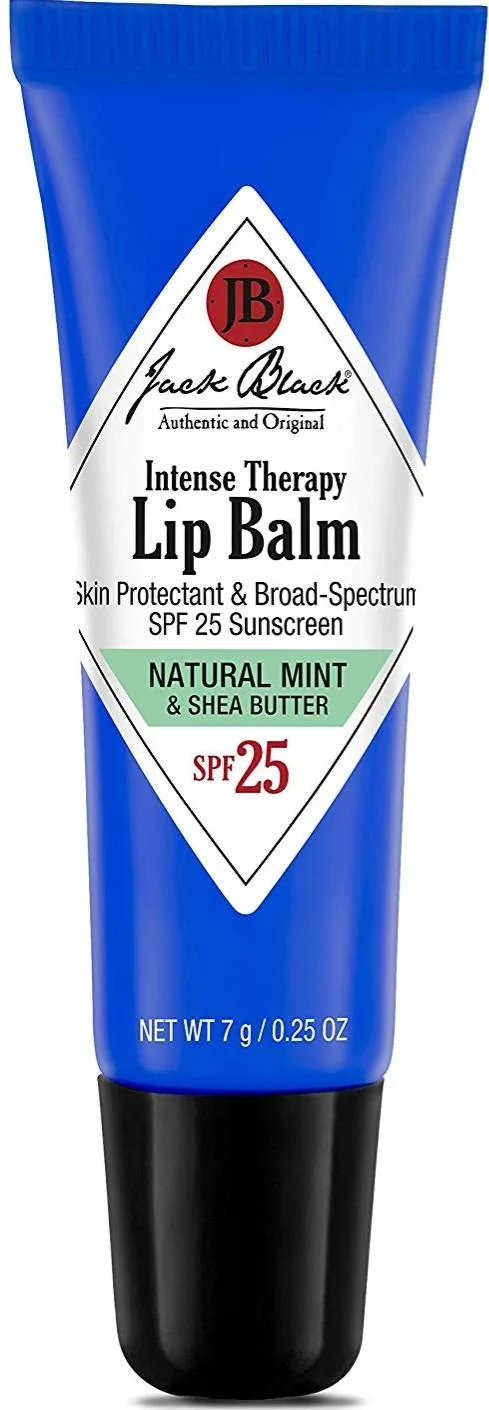 JB
Jack Black®
Authentic and Original
Intense Therapy
Lip Balm
Skin Protectant & Broad-Spectrum
SPF 25 Sunscreen
NATURAL MINT
& SHEA BUTTER
SPF 25
NET WT 7 g / 0.25 OZ